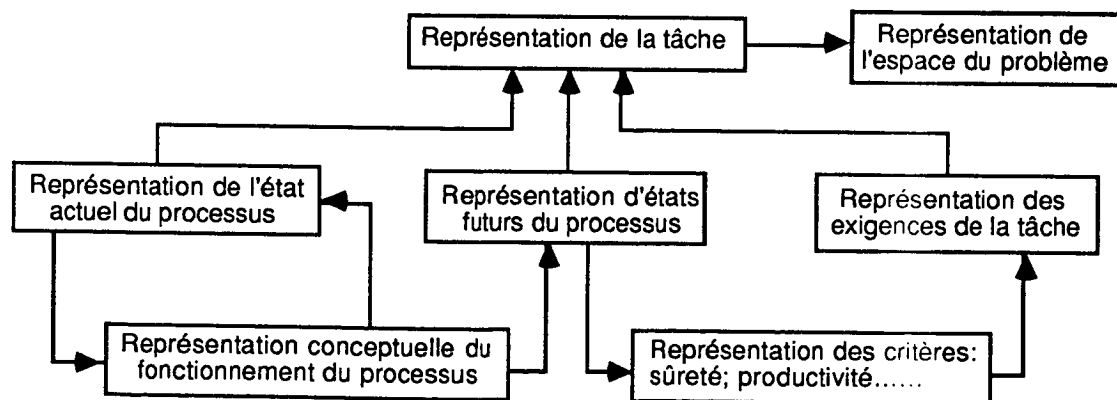 Représentation de la tâche
Représentation de
l'espace du problème
Représentation de l'état
actuel du processus
Représentation d'états
futurs du processus
Représentation des
exigences de la tâche
Représentation conceptuelle du
fonctionnement du processus
Représentation des critères:
sûreté; productivité......